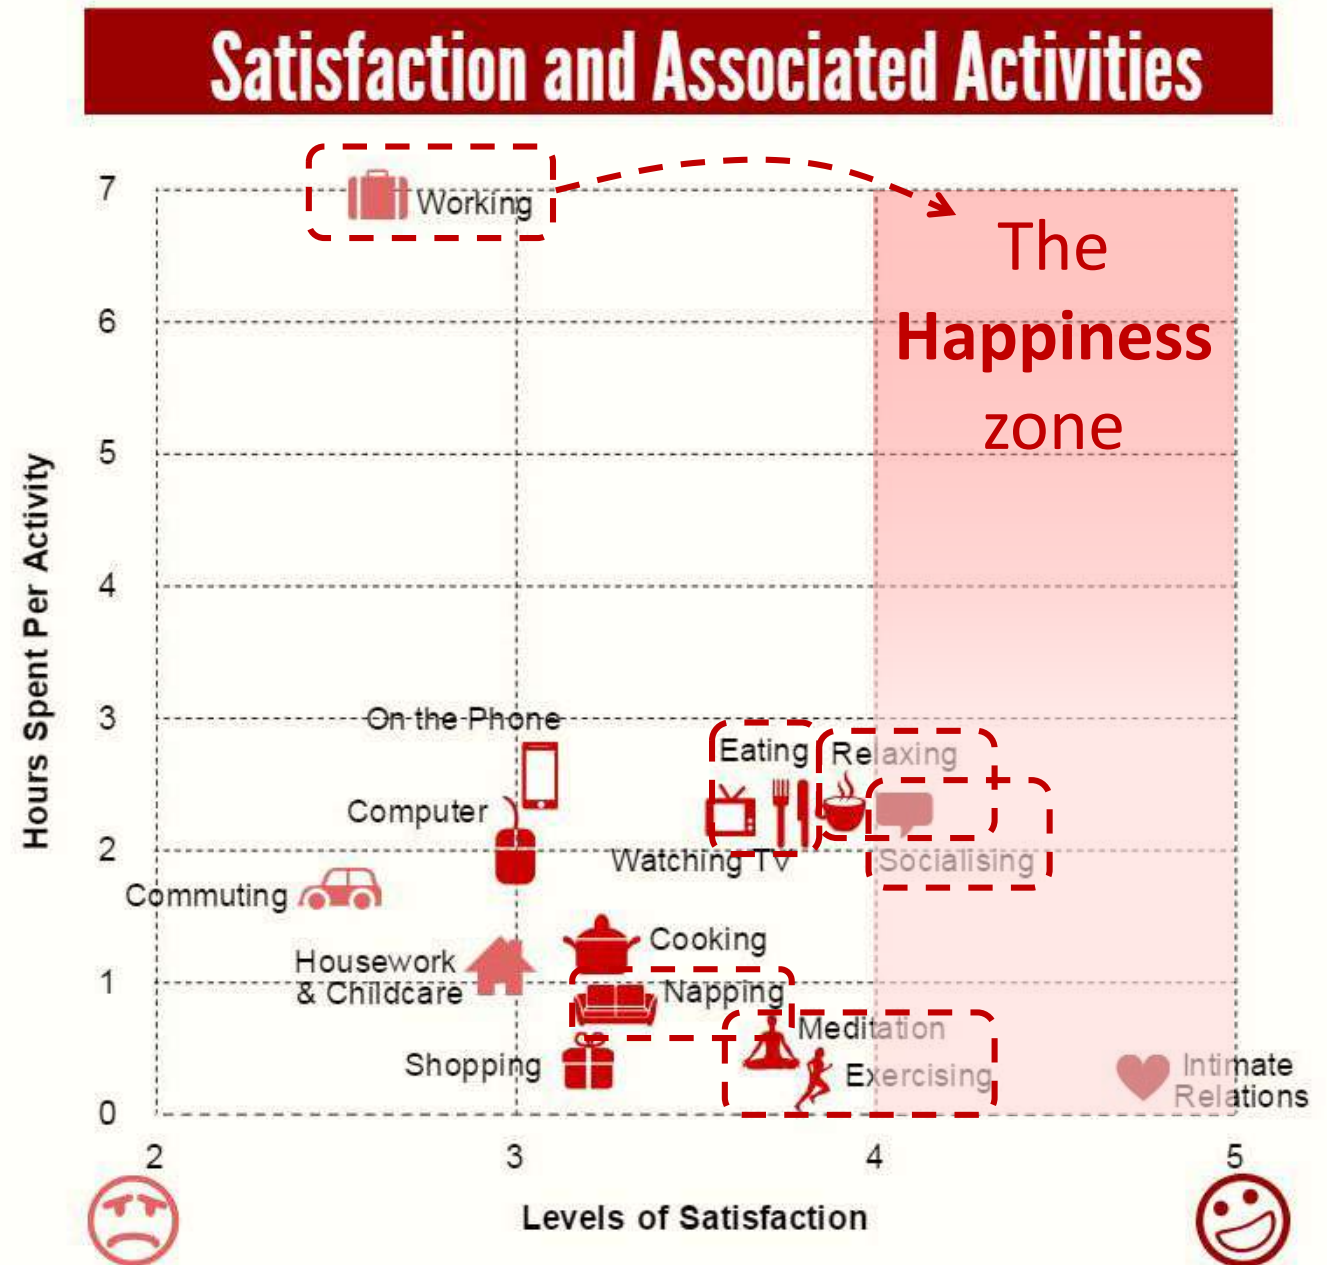 Satisfaction and Associated Activities
7
Working
The
6
Happiness
zone
5
Hours Spent Per Activity
4
3
On the Phone
Eating
Relaxing
Computer
2
Watching TV
Socialising
Commuting
Cooking
Housework
& Childcare
1
Napping
Meditation
Shopping
Exercising
Intimate
Relations
0
2
3
4
5
Levels of Satisfaction